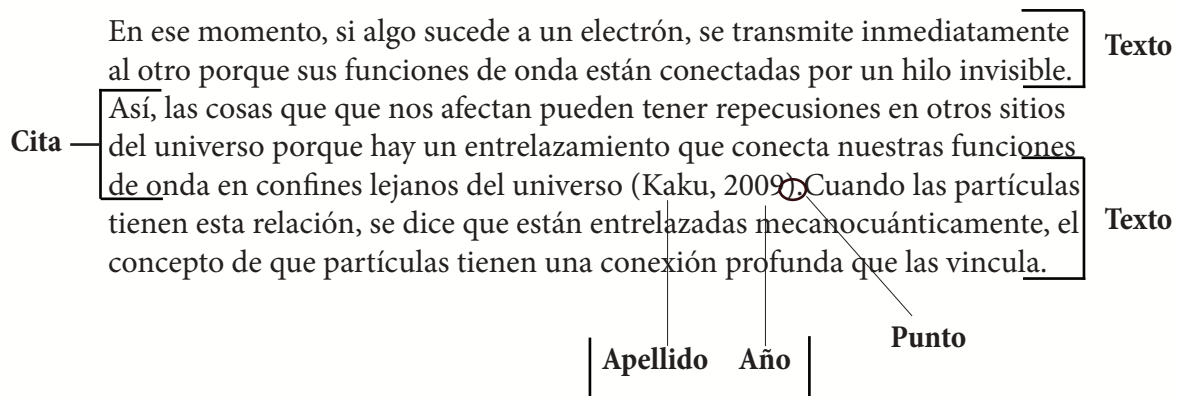 En ese momento, si algo sucede a un electrón, se transmite inmediatamente
al otro porque sus funciones de onda están conectadas por un hilo invisible.
Texto
Así, las cosas que que nos afectan pueden tener repecusiones en otros sitios
Cita
del universo porque hay un entrelazamiento que conecta nuestras funciones
de onda en confines lejanos del universo (Kaku, 2009).Cuando las partículas
tienen esta relación, se dice que están entrelazadas mecanocuánticamente, el
Texto
concepto de que partículas tienen una conexión profunda que las vincula.
Punto
Apellido Año